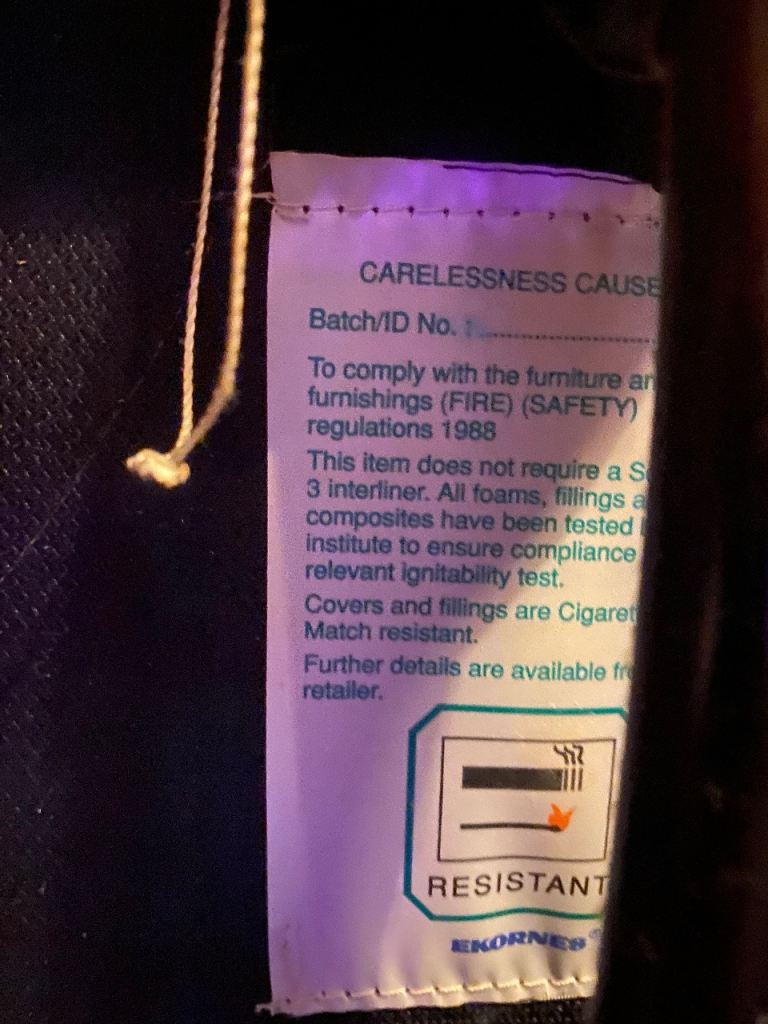 CARELESSNESS CAUSE
Batch/ID No.
To comply with the furniture an
furnishings (FIRE) (SAFETY)
regulations 1988
This item does not require a S
3 interliner. All foams, fillings a
composites have been tested
institute to ensure compliance
relevant ignitability test.
Covers and fillings are Cigaret
Match resistant.
Further details are available fr
retailer.
RESISTANT
EKORNES®